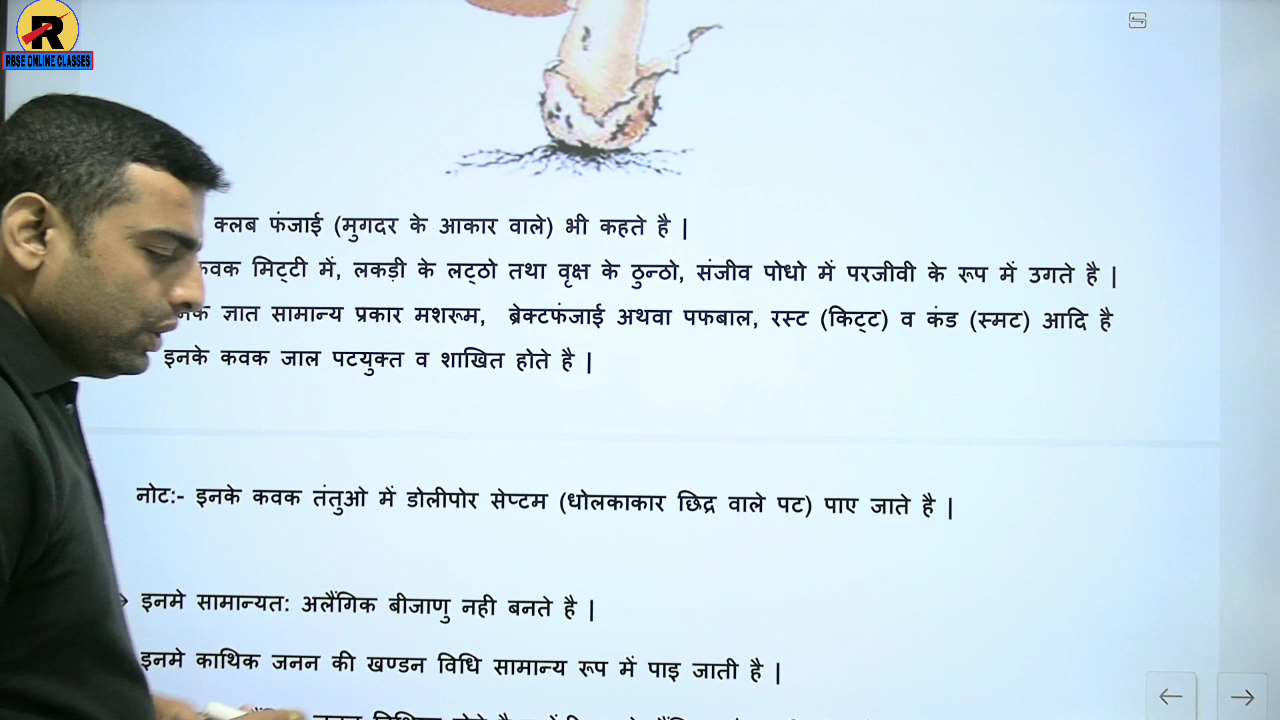 R
RBSE ONLINE CLASSES
क्लब फंजाई (मुगदर के आकार वाले) भी कहते है |
कवक मिट्टी में, लकड़ी के लट्ठो तथा वृक्ष के ठुन्ठो, संजीव पोधो में परजीवी के रूप में उगते है |
ज्ञात सामान्य प्रकार मशरूम, ब्रेक्टफंजाई अथवा पफबाल, रस्ट (किट्ट) व कंड (स्मट) आदि है
इनके कवक जाल पटयुक्त व शाखित होते है |
नोट:- इनके कवक तंतुओ में डोलीपोर सेप्टम (धोलकाकार छिद्र वाले पट) पाए जाते है |
इनमे सामान्यत: अलैंगिक बीजाणु नही बनते है |
इनमे काथिक जनन की खण्डन विधि सामान्य रूप में पाइ जाती है |